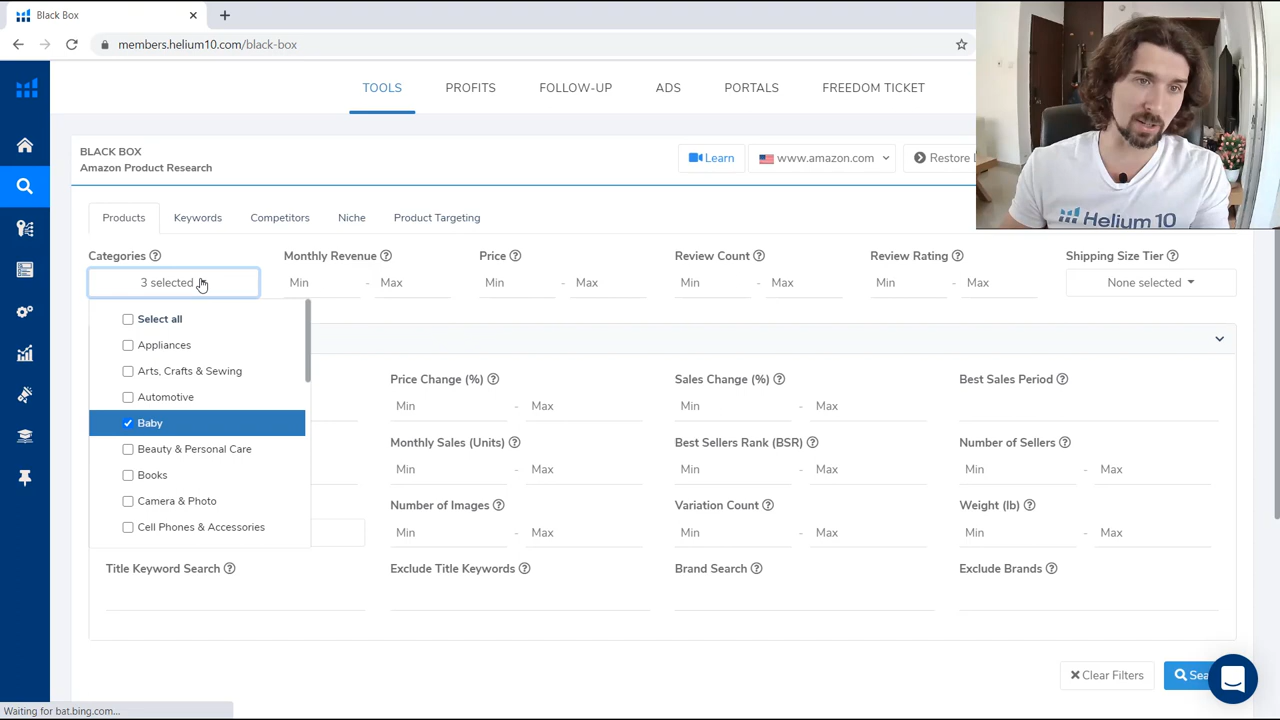 Black Box
members.helium10.com/black-box
TOOLS PROFITS FOLLOW-UP ADS PORTALS FREEDOM TICKET
BLACK BOX
Amazon Product Research
Learn www.amazon.com Restore
Helium 10
Products Keywords Competitors Niche Product Targeting
Categories Monthly Revenue Price Review Count Review Rating Shipping Size Tier
3 selected Min - Max Min - Max Min - Max Min - Max None selected
Select all
Appliances
Arts, Crafts & Sewing
Automotive
Baby
Beauty & Personal Care
Books
Camera & Photo
Cell Phones & Accessories
Price Change (%) Sales Change (%) Best Sales Period
Min - Max Min - Max
Monthly Sales (Units) Best Sellers Rank (BSR) Number of Sellers
Min - Max Min - Max Min - Max
Number of Images Variation Count Weight (lb)
Min - Max Min - Max Min - Max
Title Keyword Search Exclude Title Keywords Brand Search Exclude Brands
Clear Filters Sea
Waiting for bat.bing.com...